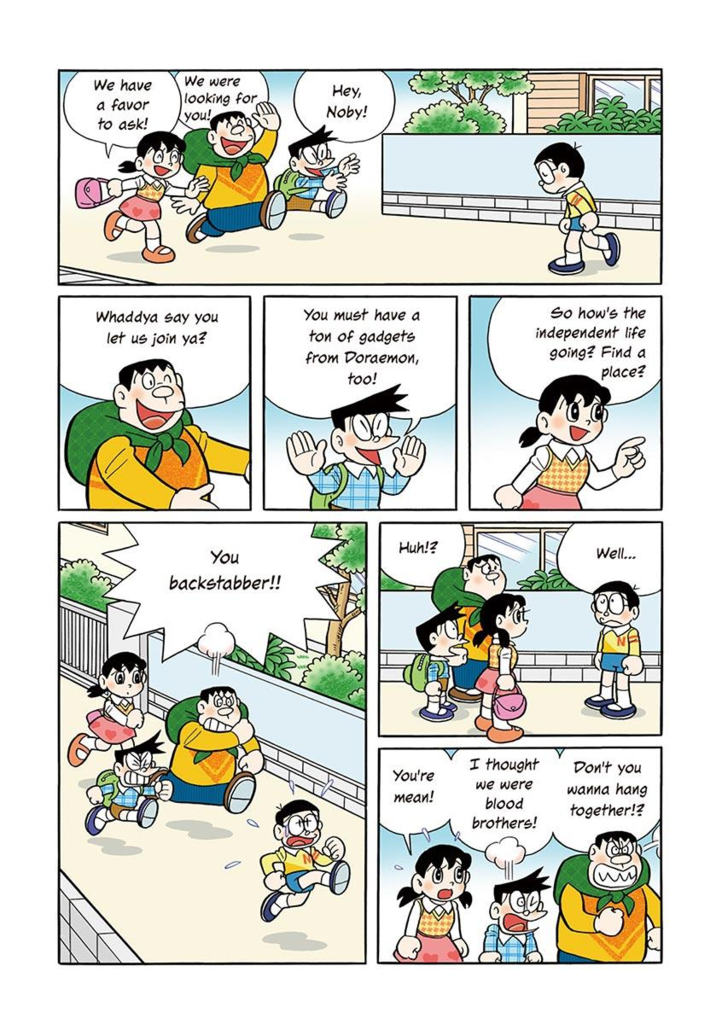 Hey,
Noby!
We were
looking for
you!
We have
a favor
to ask!
So how's the
independent life
going? Find a
place?
You must have a
ton of gadgets
from Doraemon,
too!
Whaddya say you
let us join ya?
Well...
Huh!?
Don't you
wanna hang
together!?
I thought
we were
blood
brothers!
You're
mean!
You
backstabber!!